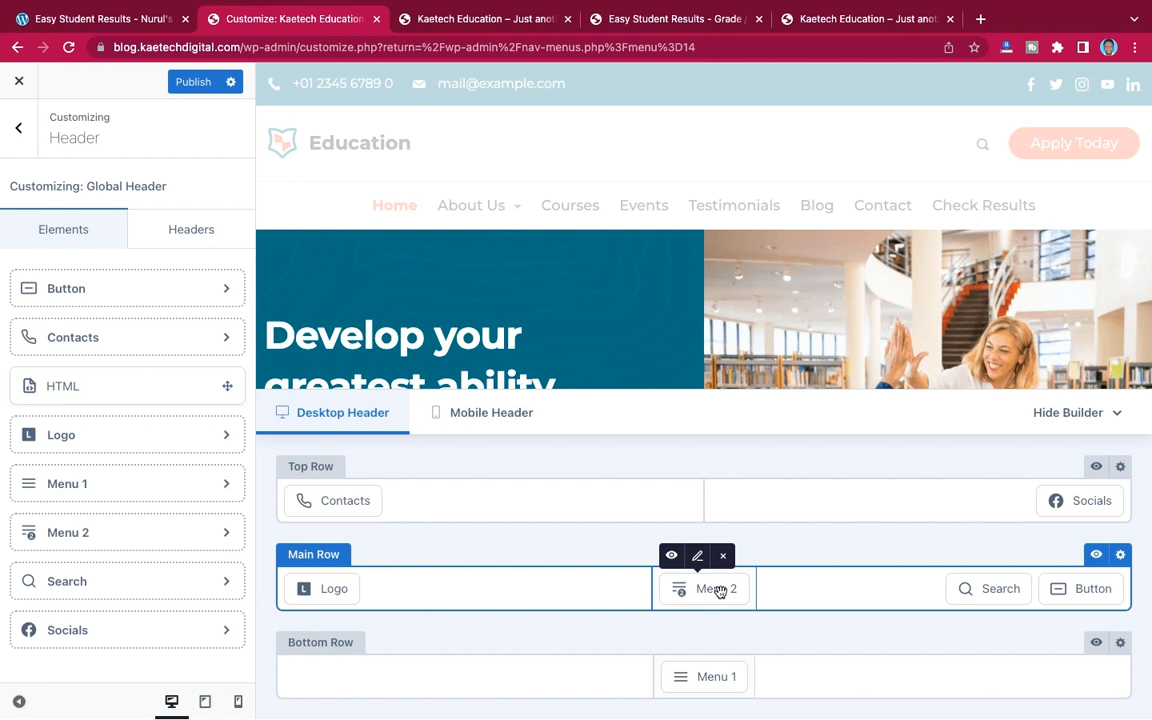 Easy Student Results - Nurul's
Customize: Kaetech Education
Kaetech Education – Just anot
Easy Student Results - Grade /
Kaetech Education – Just anot
blog.kaetechdigital.com/wp-admin/customize.php?return=%2Fwp-admin%2Fnav-menus.php%3Fmenu%3D14
Publish
Customizing
Header
Customizing: Global Header
Elements
Headers
Button
Contacts
HTML
Logo
Menu 1
Menu 2
Search
Socials
+01 2345 6789 0
mail@example.com
Education
Apply Today
Home About Us Courses Events Testimonials Blog Contact Check Results
Develop your
greatest ability
Desktop Header
Mobile Header
Hide Builder
Top Row
Contacts
Socials
Main Row
Logo
Menu 2
Search
Button
Bottom Row
Menu 1